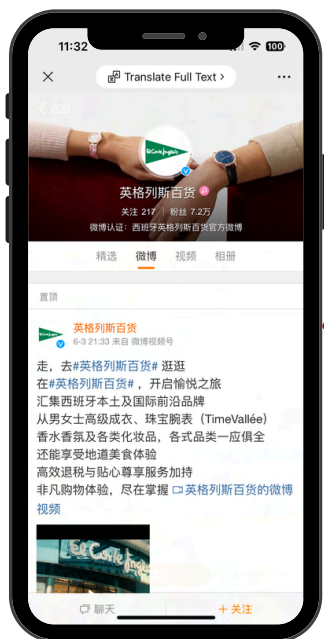 11:32
100
Translate Full Text >
返回
El Corte Inglés
英格列斯百货
关注 217 | 粉丝 7.2万
微博认证：西班牙英格列斯百货官方微博
精选 微博 视频 相册
置顶
英格列斯百货
6-3 21:33 来自 微博视频号
走，去#英格列斯百货# 逛逛
在#英格列斯百货# ，开启愉悦之旅
汇集西班牙本土及国际前沿品牌
从男女士高级成衣、珠宝腕表（TimeVallée）
香水香氛及各类化妆品，各式品类一应俱全
还能享受地道美食体验
高效退税与贴心尊享服务加持
非凡购物体验，尽在掌握 英格列斯百货的微博
视频
El Corte Inglés
聊天 +关注